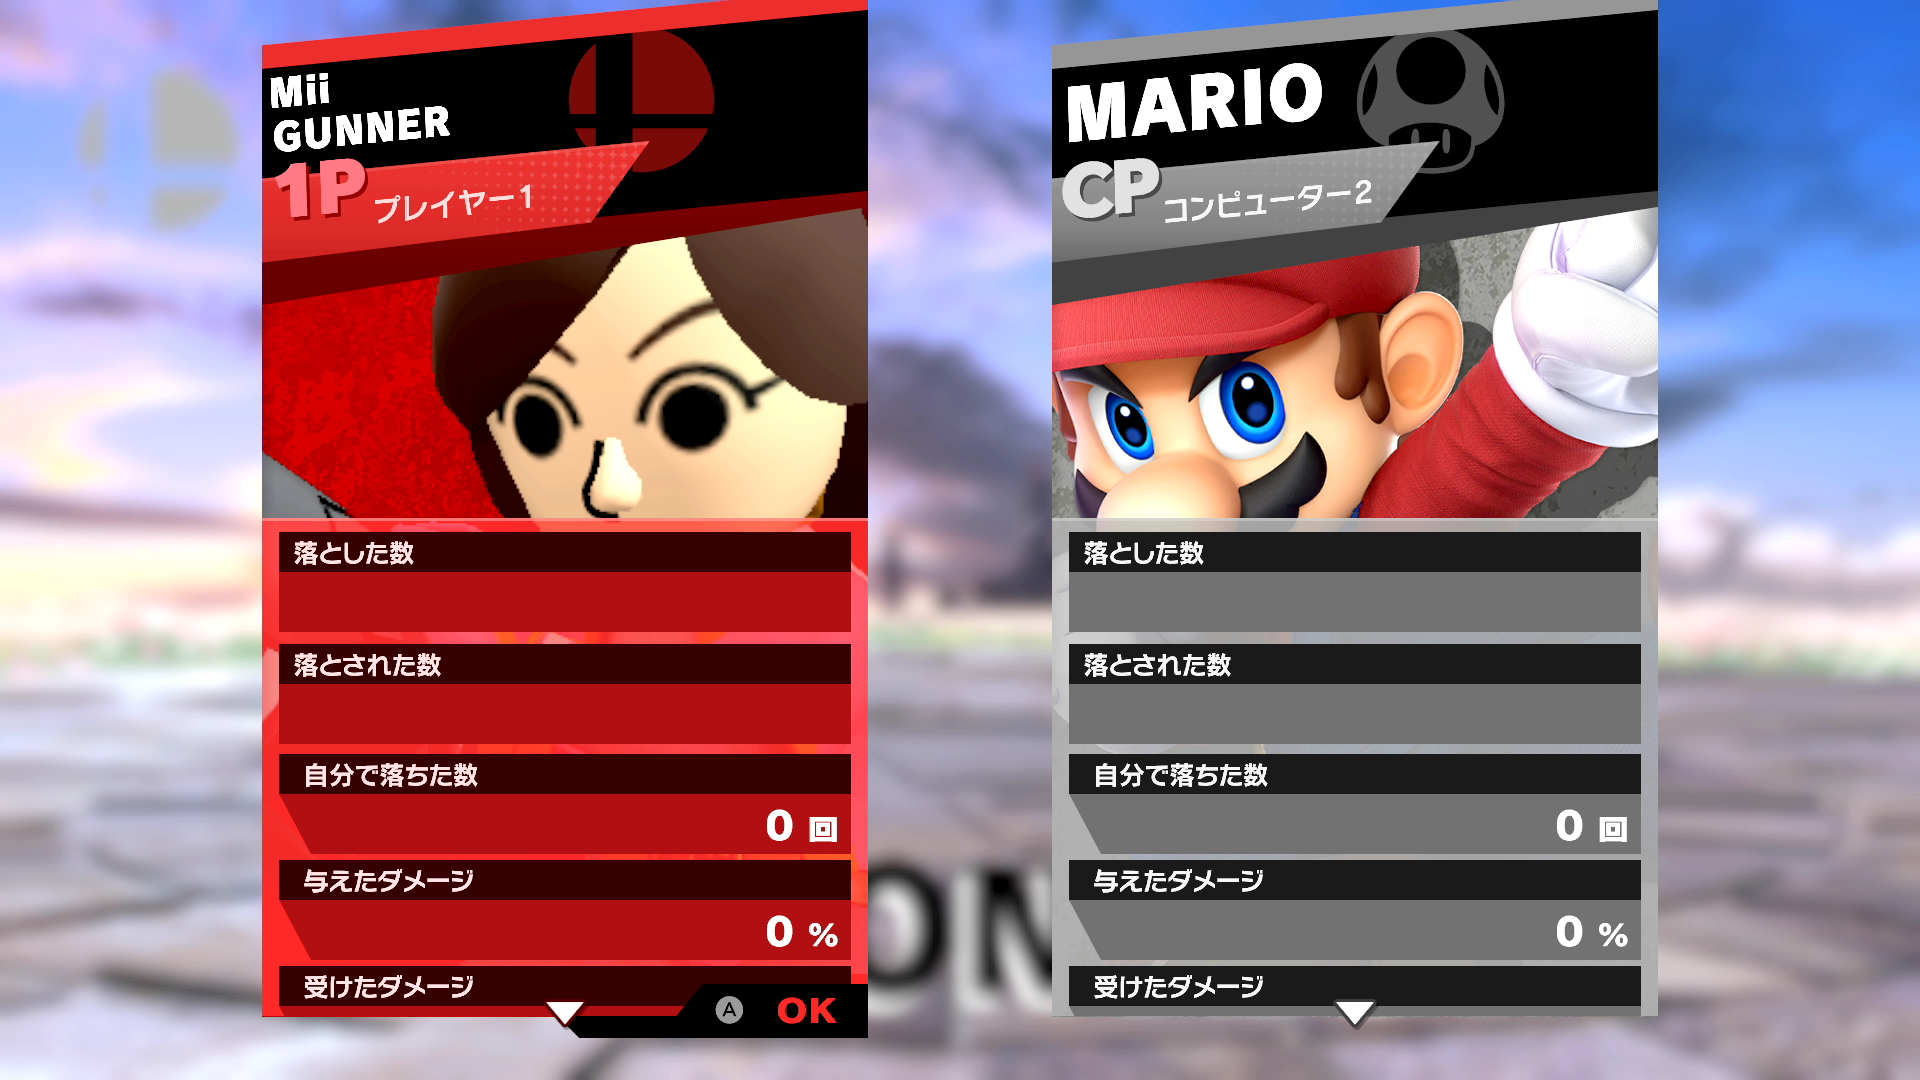 Mii
GUNNER
1P プレイヤー1
落とした数
落とされた数
自分で落ちた数
0 回
与えたダメージ
0 %
受けたダメージ
A OK
MARIO
CP コンピューター2
落とした数
落とされた数
自分で落ちた数
0 回
与えたダメージ
0 %
受けたダメージ
ON